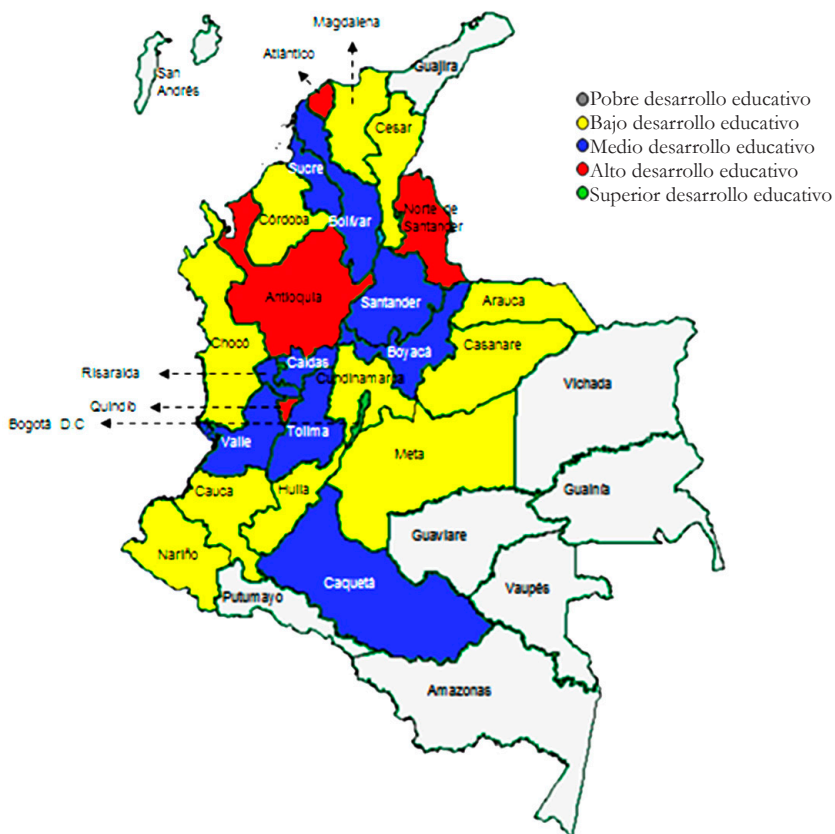 Magdalena
Atlántico
Guajira
San
Andrés
Cesar
Pobre desarrollo educativo
Bajo desarrollo educativo
Medio desarrollo educativo
Alto desarrollo educativo
Superior desarrollo educativo
Sucre
Norte de
Santander
Córdoba
Bolívar
Antioquia
Santander
Arauca
Chocó
Boyacá
Casanare
Caldas
Risaralda
Cundinamarca
Vichada
Quindío
Bogotá D.C
Valle
Tolima
Meta
Cauca
Huila
Guainía
Nariño
Guaviare
Caquetá
Vaupés
Putumayo
Amazonas